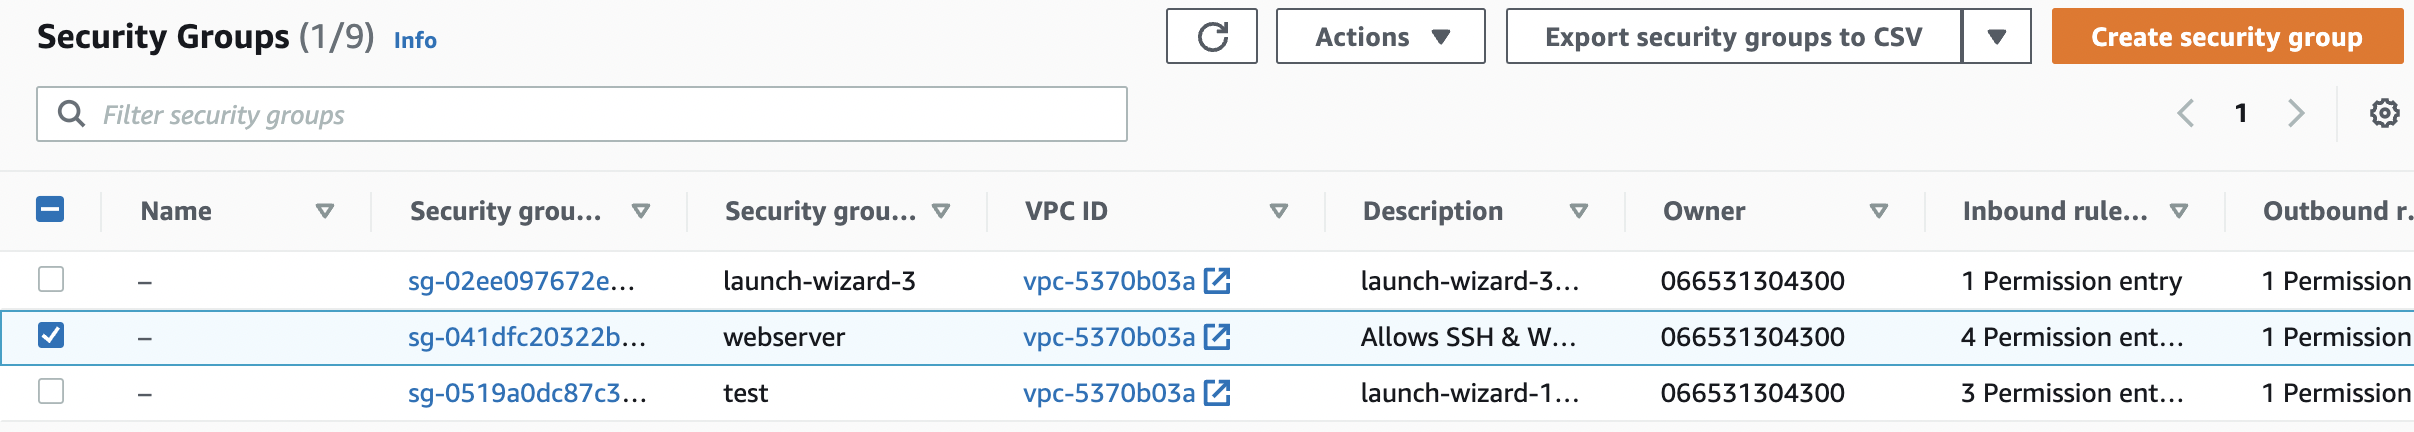 Security Groups (1/9) Info Actions Export security groups to CSV Create security group
Filter security groups 1
Name Security grou... Security grou... VPC ID Description Owner Inbound rule... Outbound r.
– sg-02ee097672e... launch-wizard-3 vpc-5370b03a launch-wizard-3... 066531304300 1 Permission entry 1 Permission
– sg-041dfc20322b... webserver vpc-5370b03a Allows SSH & W... 066531304300 4 Permission ent... 1 Permission
– sg-0519a0dc87c3... test vpc-5370b03a launch-wizard-1... 066531304300 3 Permission ent... 1 Permission